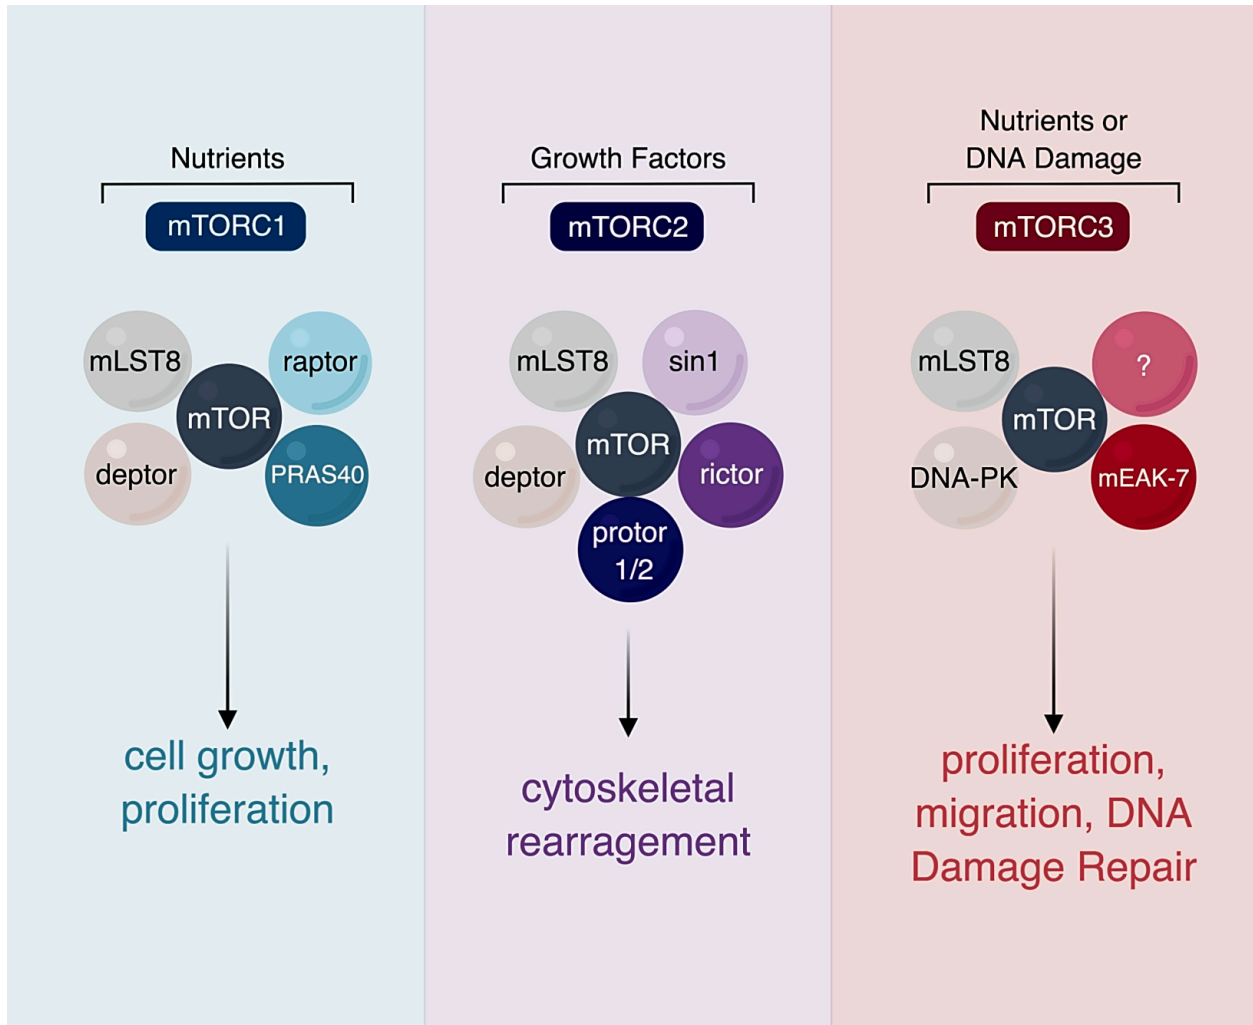 Nutrients
mTORC1
mLST8
raptor
mTOR
deptor
PRAS40
cell growth,
proliferation
Growth Factors
mTORC2
mLST8
sin1
mTOR
deptor
rictor
protor
1/2
cytoskeletal
rearragement
Nutrients or
DNA Damage
mTORC3
mLST8
?
mTOR
DNA-PK
mEAK-7
proliferation,
migration, DNA
Damage Repair